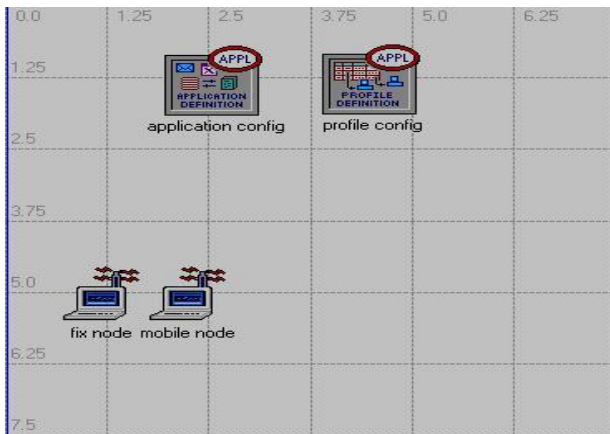 0.0 1.25 2.5 3.75 5.0 6.25
1.25
APPL
APPLICATION
DEFINITION
application config
APPL
PROFILE
DEFINITION
profile config
2.5
3.75
5.0
fix node mobile node
6.25
7.5